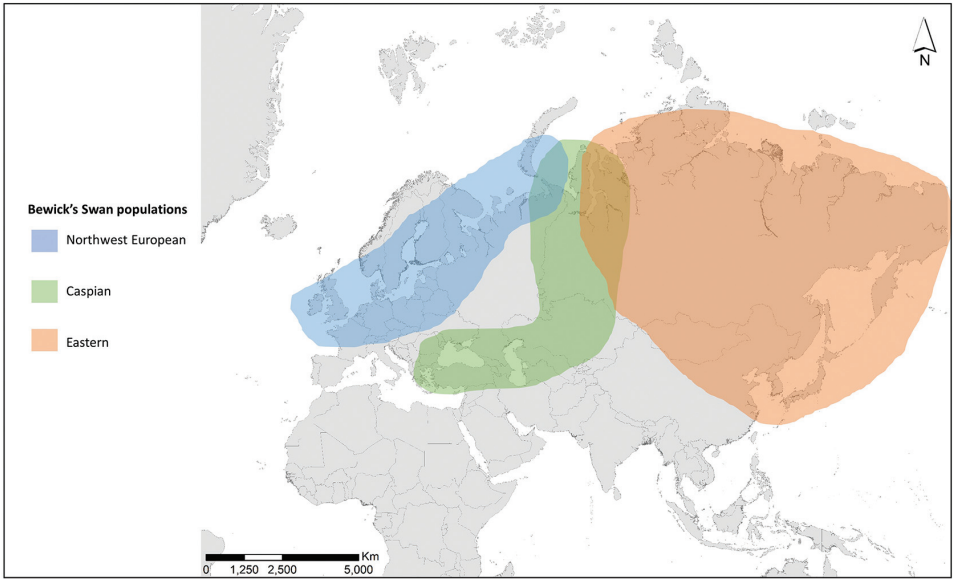 N
Bewick's Swan populations
Northwest European
Caspian
Eastern
Km
0 1,250 2,500 5,000